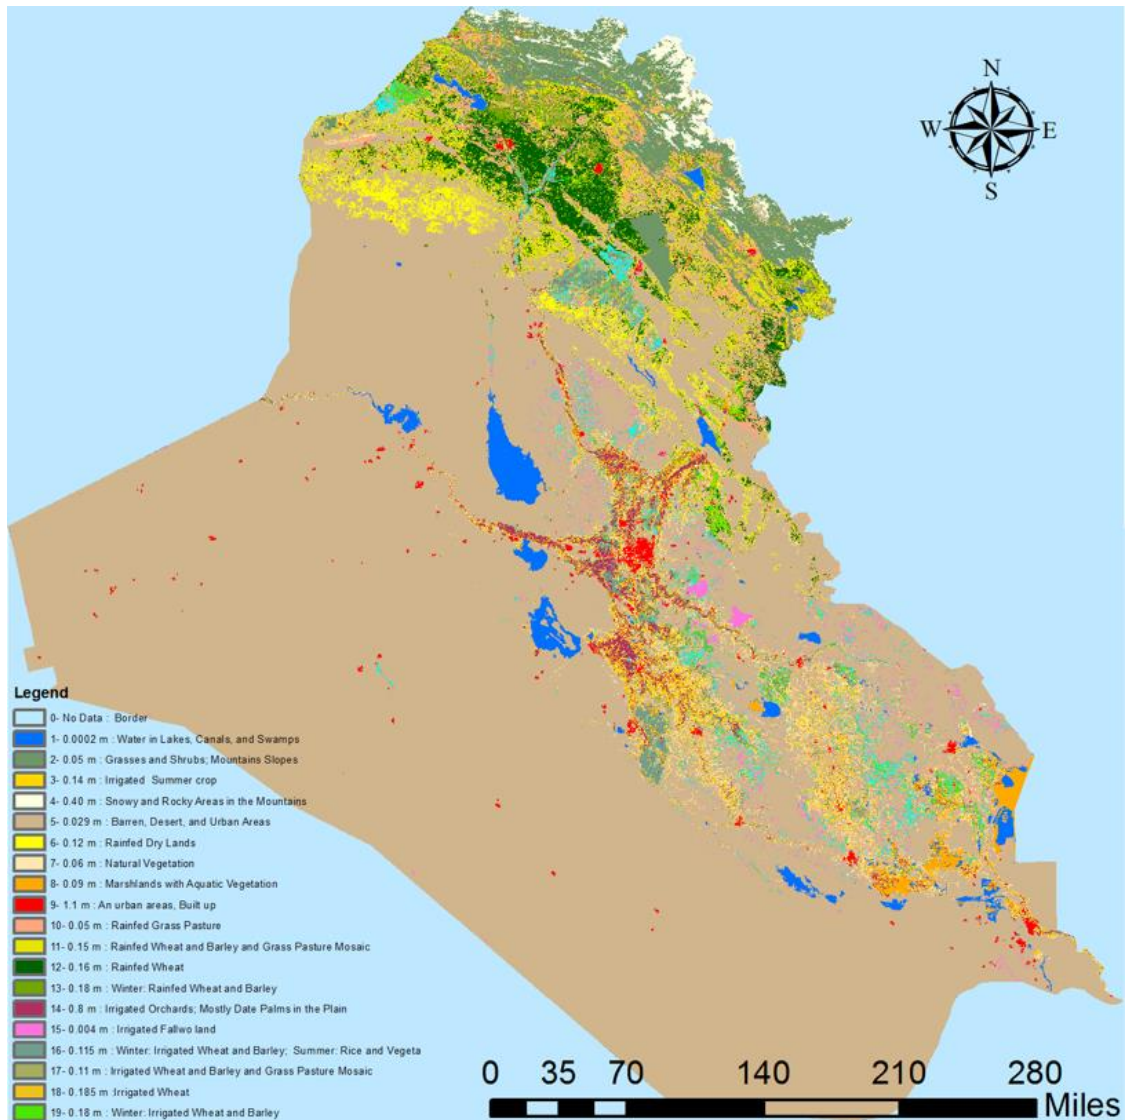 N
W E
S
Legend
0- No Data : Border
1- 0.0002 m : Water in Lakes, Canals, and Swamps
2- 0.05 m : Grasses and Shrubs; Mountains Slopes
3- 0.14 m : Irrigated Summer crop
4- 0.40 m : Snowy and Rocky Areas in the Mountains
5- 0.029 m : Barren, Desert, and Urban Areas
6- 0.12 m : Rainfed Dry Lands
7- 0.06 m : Natural Vegetation
8- 0.09 m : Marshlands with Aquatic Vegetation
9- 1.1 m : An urban areas, Built up
10- 0.05 m : Rainfed Grass Pasture
11- 0.15 m : Rainfed Wheat and Barley and Grass Pasture Mosaic
12- 0.16 m : Rainfed Wheat
13- 0.18 m : Winter: Rainfed Wheat and Barley
14- 0.8 m : Irrigated Orchards; Mostly Date Palms in the Plain
15- 0.004 m : Irrigated Fallwo land
16- 0.115 m : Winter: Irrigated Wheat and Barley; Summer: Rice and Vegeta
17- 0.11 m : Irrigated Wheat and Barley and Grass Pasture Mosaic
18- 0.185 m :Irrigated Wheat
19- 0.18 m : Winter: Irrigated Wheat and Barley
0 35 70 140 210 280
Miles